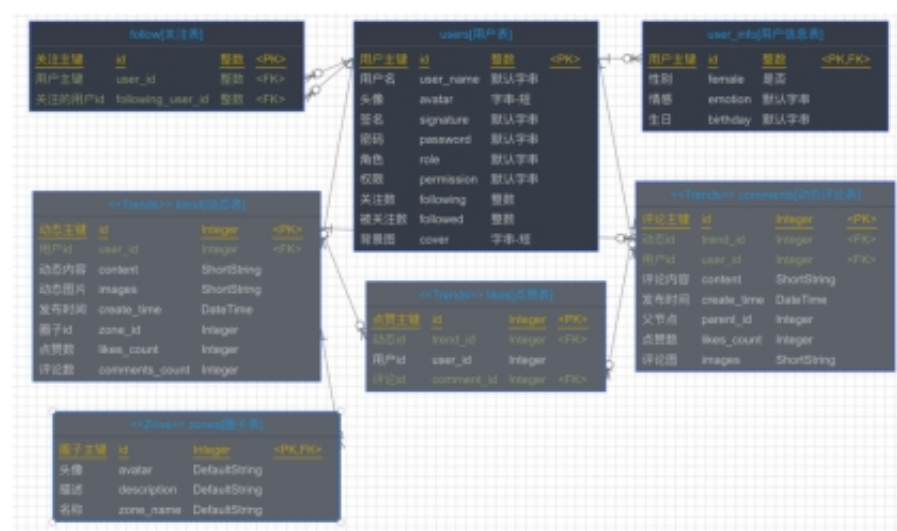 follow[关注表]
关注主键 id 整数 <PK>
用户主键 user_id 整数 <FK>
关注的用户id following_user_id 整数 <FK>
users[用户表]
用户主键 id 整数 <PK>
用户名 user_name 默认字串
头像 avatar 字串-短
签名 signature 默认字串
密码 password 默认字串
角色 role 默认字串
权限 permission 默认字串
关注数 following 整数
被关注数 followed 整数
背景图 cover 字串-短
user_info[用户信息表]
用户主键 id 整数 <PK,FK>
性别 female 是否
情感 emotion 默认字串
生日 birthday 默认字串
<<Trends>> trend[动态表]
动态主键 id Integer <PK>
用户id user_id Integer <FK>
动态内容 content ShortString
动态图片 images ShortString
发布时间 create_time DateTime
圈子id zone_id Integer
点赞数 likes_count Integer
评论数 comments_count Integer
<<Trends>> likes[点赞表]
点赞主键 id Integer <PK>
动态id trend_id Integer <FK>
用户id user_id Integer
评论id comment_id Integer <FK>
<<Trends>> comments[动态评论表]
评论主键 id Integer <PK>
动态id trend_id Integer <FK>
用户id user_id Integer <FK>
评论内容 content ShortString
发布时间 create_time DateTime
父节点 parent_id Integer
点赞数 likes_count Integer
评论图 images ShortString
<<Zone>> zones[圈子表]
圈子主键 id Integer <PK,FK>
头像 avatar DefaultString
描述 description DefaultString
名称 zone_name DefaultString